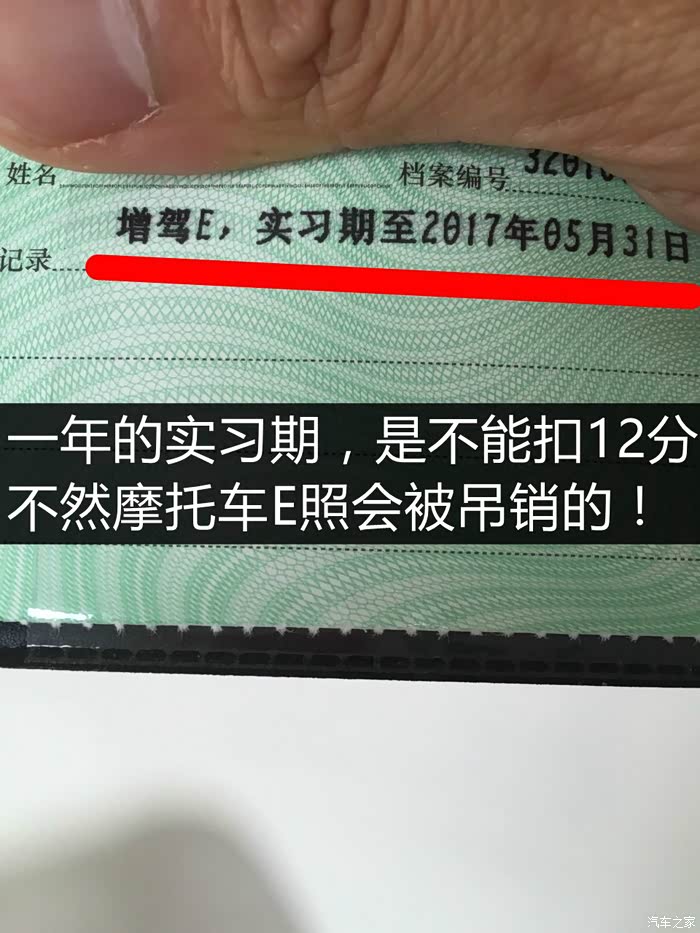 姓名
档案编号
增驾E，实习期至2017年05月31日
记录
一年的实习期，是不能扣12分
不然摩托车E照会被吊销的！
汽车之家